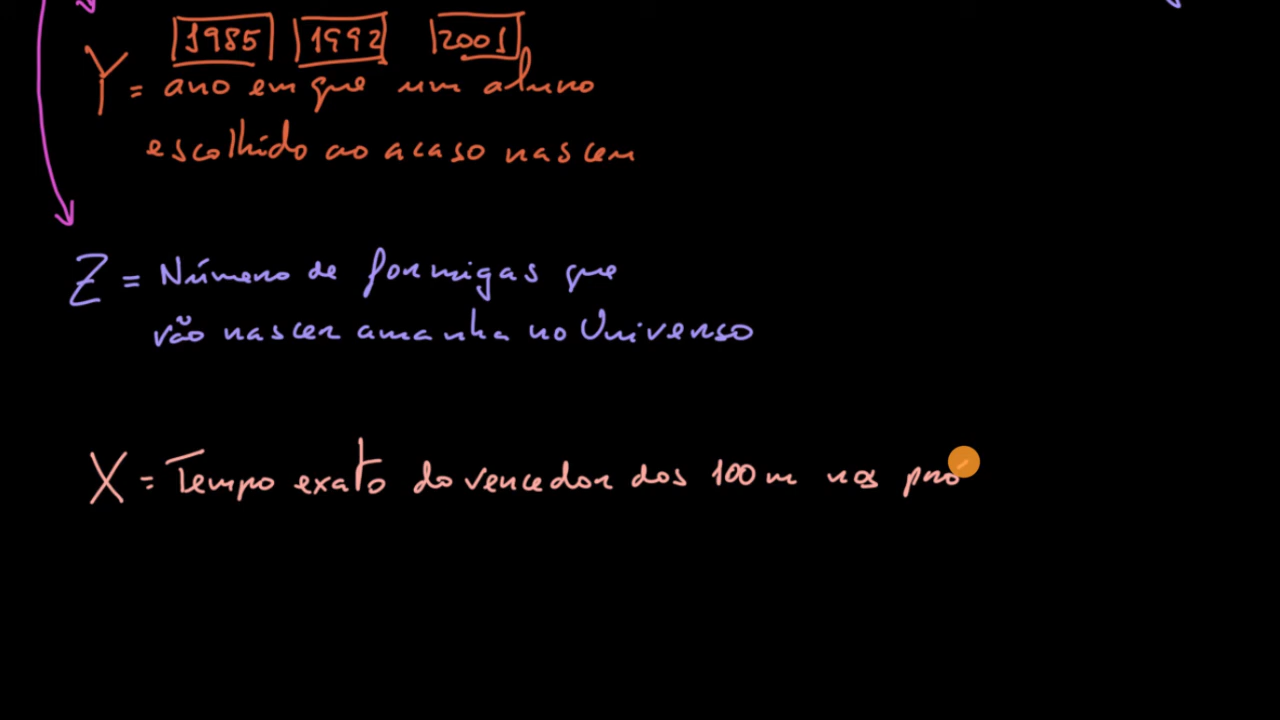 1985 1992 2001
Y = ano em que um aluno
escolhido ao acaso nasceu
Z = Número de formigas que
vão nascer amanha no Universo
X = Tempo exato do vencedor dos 100m nos pró